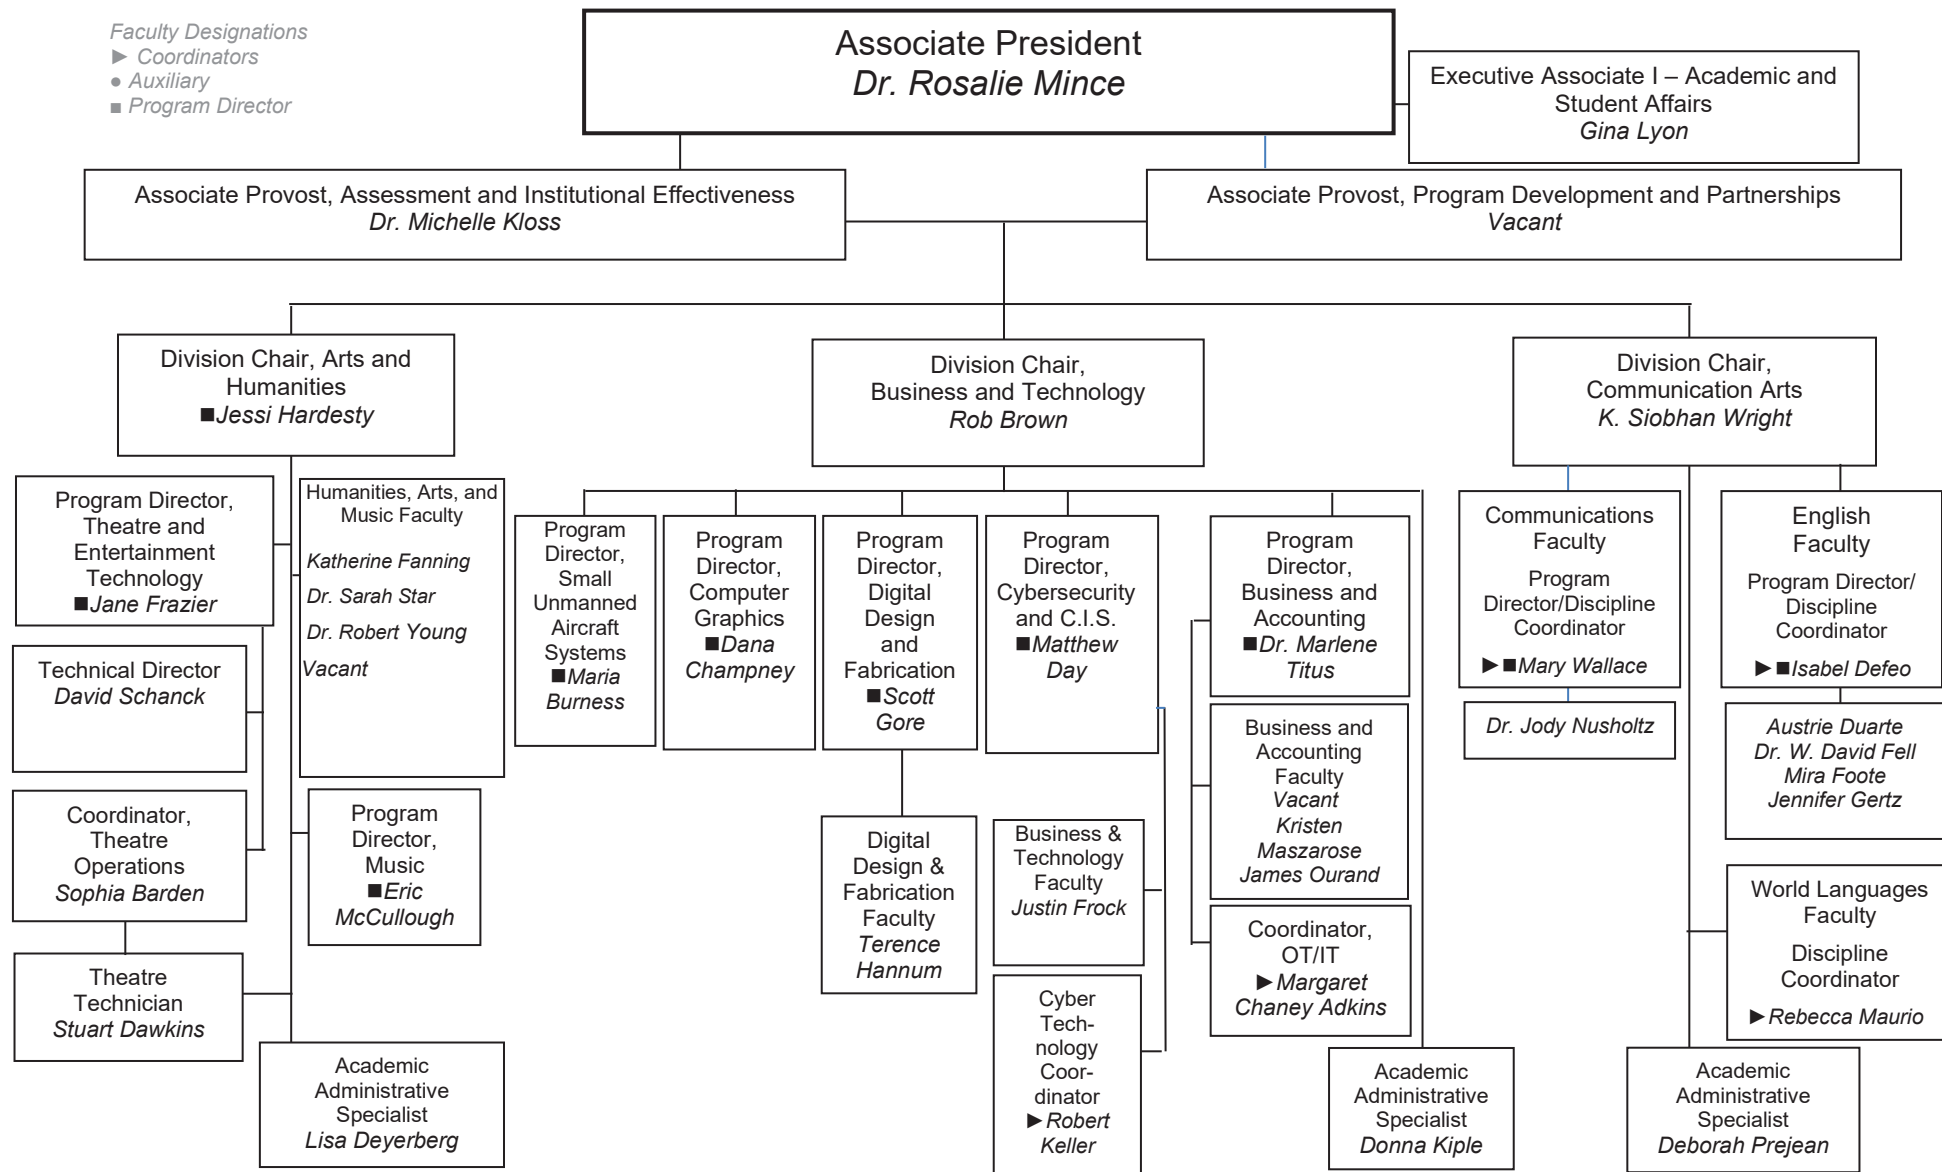 Faculty Designations
► Coordinators
● Auxiliary
■ Program Director
Associate President
Dr. Rosalie Mince
Executive Associate I – Academic and
Student Affairs
Gina Lyon
Associate Provost, Assessment and Institutional Effectiveness
Dr. Michelle Kloss
Associate Provost, Program Development and Partnerships
Vacant
Division Chair, Arts and
Humanities
■Jessi Hardesty
Division Chair,
Business and Technology
Rob Brown
Division Chair,
Communication Arts
K. Siobhan Wright
Program Director,
Theatre and
Entertainment
Technology
■Jane Frazier
Humanities, Arts, and
Music Faculty
Katherine Fanning
Dr. Sarah Star
Dr. Robert Young
Vacant
Technical Director
David Schanck
Coordinator,
Theatre
Operations
Sophia Barden
Program
Director,
Music
■Eric
McCullough
Theatre
Technician
Stuart Dawkins
Academic
Administrative
Specialist
Lisa Deyerberg
Program
Director,
Small
Unmanned
Aircraft
Systems
■Maria
Burness
Program
Director,
Computer
Graphics
■Dana
Champney
Program
Director,
Digital
Design
and
Fabrication
■Scott
Gore
Digital
Design &
Fabrication
Faculty
Terence
Hannum
Program
Director,
Cybersecurity
and C.I.S.
■Matthew
Day
Business &
Technology
Faculty
Justin Frock
Cyber
Tech-
nology
Coor-
dinator
►Robert
Keller
Program
Director,
Business and
Accounting
■Dr. Marlene
Titus
Business and
Accounting
Faculty
Vacant
Kristen
Maszarose
James Ourand
Coordinator,
OT/IT
►Margaret
Chaney Adkins
Academic
Administrative
Specialist
Donna Kiple
Communications
Faculty
Program
Director/Discipline
Coordinator
►■Mary Wallace
Dr. Jody Nusholtz
English
Faculty
Program Director/
Discipline
Coordinator
►■Isabel Defeo
Austrie Duarte
Dr. W. David Fell
Mira Foote
Jennifer Gertz
World Languages
Faculty
Discipline
Coordinator
►Rebecca Maurio
Academic
Administrative
Specialist
Deborah Prejean